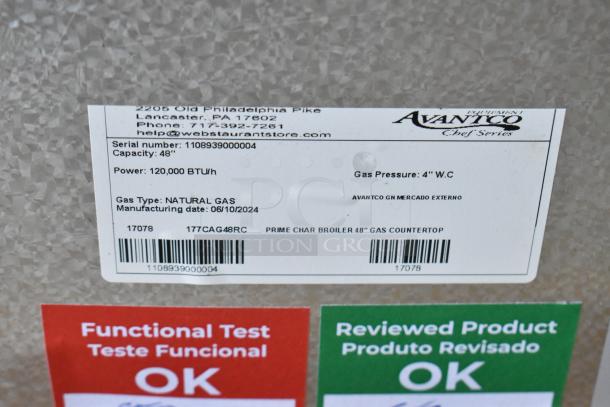 2205 Old Philadelphia Pike
Lancaster, PA 17602
Phone: 717-392-7261
help@webstaurantstore.com
EQUIPMENT
AVANTCO
Chef Series
Serial number: 1108939000004
Capacity: 48"
Power: 120,000 BTU/h
Gas Pressure: 4" W.C
Gas Type: NATURAL GAS
AVANTCO GN MERCADO EXTERNO
Manufacturing date: 06/10/2024
17078 177CAG48RC PRIME CHAR BROILER 48" GAS COUNTERTOP
1108939000004 17078
PCI
AUCTION GROUP
Functional Test
Teste Funcional
OK
Reviewed Product
Produto Revisado
OK